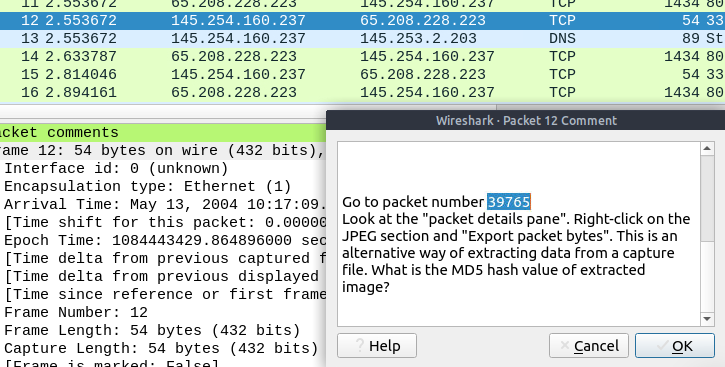 11 2.553672 65.208.228.223 145.254.160.237 TCP 1434 80
12 2.553672 145.254.160.237 65.208.228.223 TCP 54 33
13 2.553672 145.254.160.237 145.253.2.203 DNS 89 St
14 2.633787 65.208.228.223 145.254.160.237 TCP 1434 80
15 2.814046 145.254.160.237 65.208.228.223 TCP 54 33
16 2.894161 65.208.228.223 145.254.160.237 TCP 1434 80
acket comments
rame 12: 54 bytes on wire (432 bits),
Interface id: 0 (unknown)
Encapsulation type: Ethernet (1)
Arrival Time: May 13, 2004 10:17:09.
[Time shift for this packet: 0.00000
Epoch Time: 1084443429.864896000 sec
[Time delta from previous captured f
[Time delta from previous displayed
[Time since reference or first frame
Frame Number: 12
Frame Length: 54 bytes (432 bits)
Capture Length: 54 bytes (432 bits)
[Frame is marked: False]
Wireshark · Packet 12 Comment
Go to packet number 39765
Look at the "packet details pane". Right-click on the
JPEG section and "Export packet bytes". This is an
alternative way of extracting data from a capture
file. What is the MD5 hash value of extracted
image?
? Help
Cancel
OK